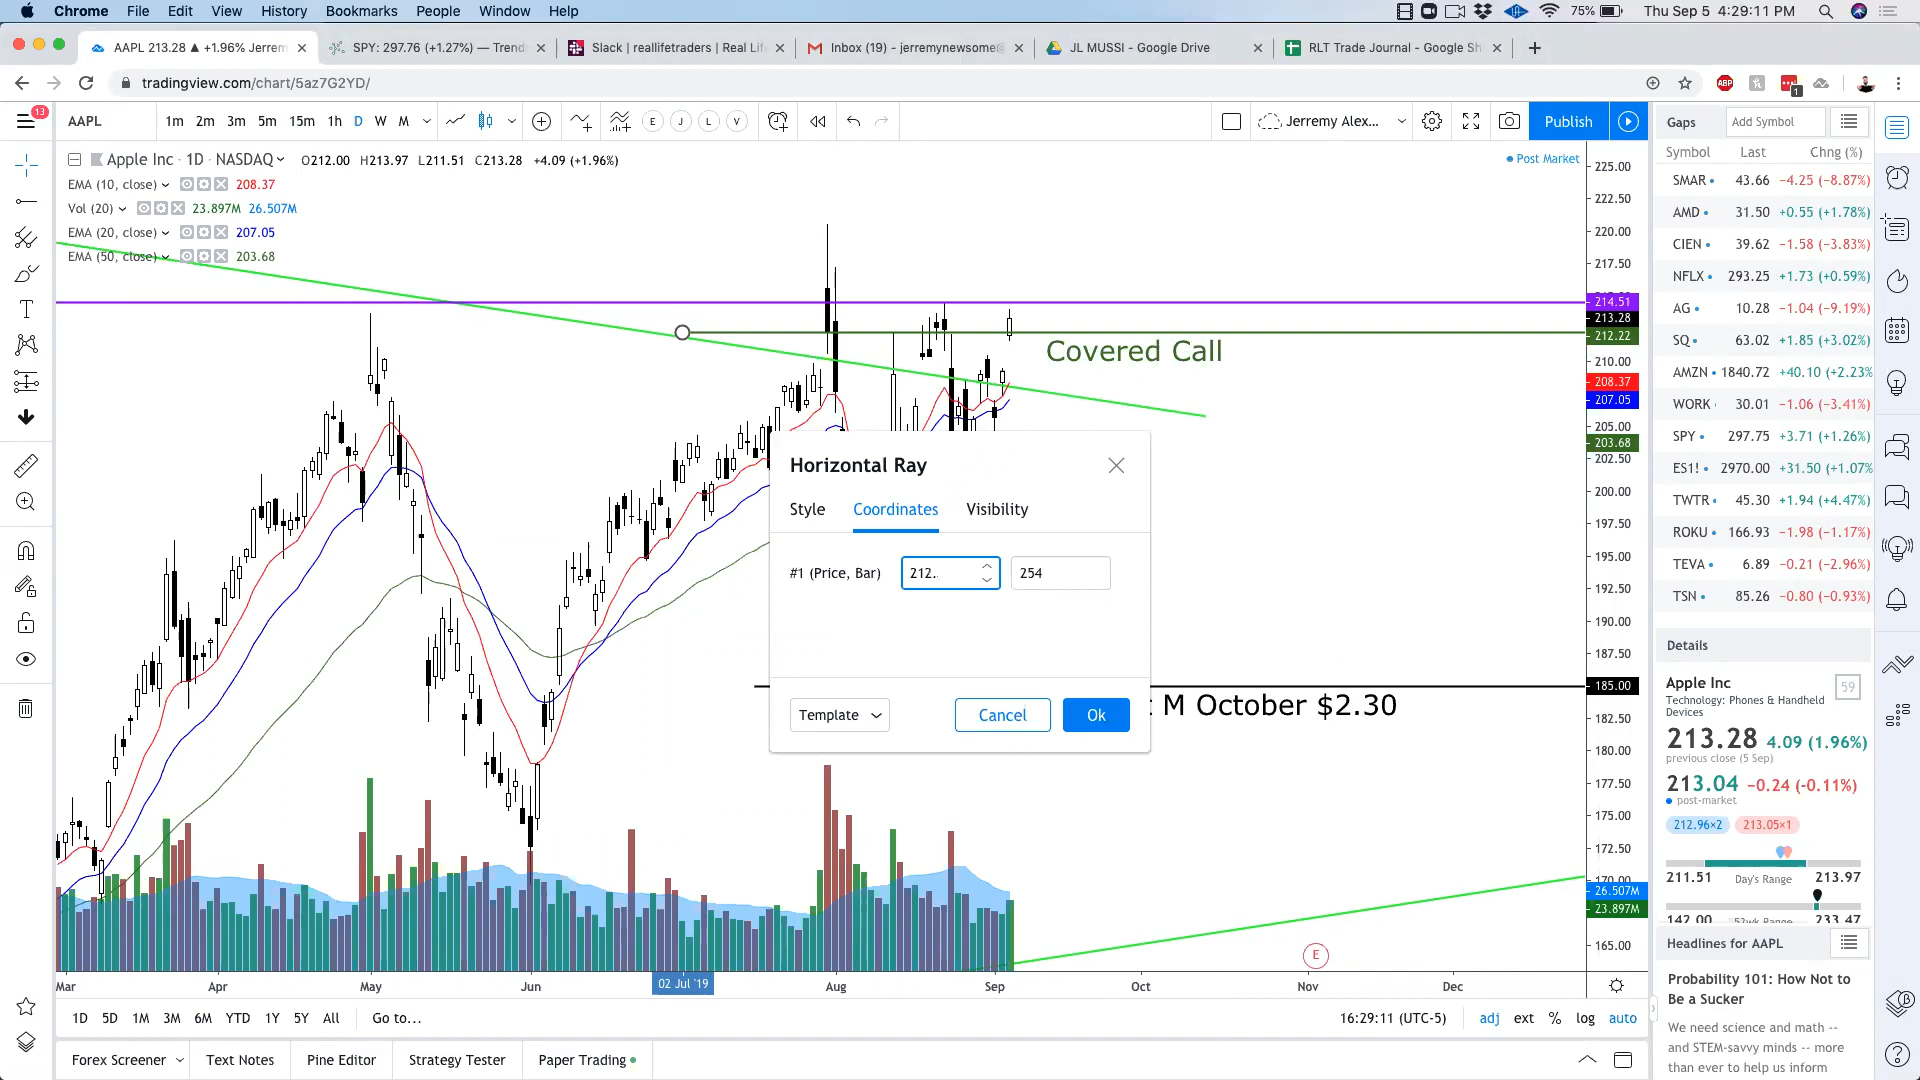 Chrome File Edit View History Bookmarks People Window Help 75% Thu Sep 5 4:29:11 PM
AAPL 213.28 ▲ +1.96% Jerrem SPY: 297.76 (+1.27%) — Trend Slack | reallifetraders | Real Lif Inbox (19) - jerremynewsome@ JL MUSSI - Google Drive RLT Trade Journal - Google Sh
tradingview.com/chart/5az7G2YD/ ABP 1
13 AAPL 1m 2m 3m 5m 15m 1h D W M E J L V Jerremy Alex... Publish
Gaps Add Symbol
Apple Inc · 1D · NASDAQ O212.00 H213.97 L211.51 C213.28 +4.09 (+1.96%) Post Market
EMA (10, close) 208.37
Vol (20) 23.897M 26.507M
EMA (20, close) 207.05
EMA (50, close) 203.68
225.00
222.50
220.00
217.50
214.51
213.28
212.22
210.00
208.37
207.05
205.00
203.68
202.50
200.00
197.50
195.00
192.50
190.00
187.50
185.00
182.50
180.00
177.50
175.00
172.50
170.00
26.507M
23.897M
165.00
Covered Call
Horizontal Ray
Style Coordinates Visibility
#1 (Price, Bar) 212.. 254
Template Cancel Ok
M October $2.30
E
Mar Apr May Jun 02 Jul '19 Aug Sep Oct Nov Dec
1D 5D 1M 3M 6M YTD 1Y 5Y All Go to... 16:29:11 (UTC-5) adj ext % log auto
Forex Screener Text Notes Pine Editor Strategy Tester Paper Trading
Symbol Last Chng (%)
SMAR 43.66 −4.25 (−8.87%)
AMD 31.50 +0.55 (+1.78%)
CIEN 39.62 −1.58 (−3.83%)
NFLX 293.25 +1.73 (+0.59%)
AG 10.28 −1.04 (−9.19%)
SQ 63.02 +1.85 (+3.02%)
AMZN 1840.72 +40.10 (+2.23%
WORK 30.01 −1.06 (−3.41%)
SPY 297.75 +3.71 (+1.26%)
ES1! 2970.00 +31.50 (+1.07%
TWTR 45.30 +1.94 (+4.47%)
ROKU 166.93 −1.98 (−1.17%)
TEVA 6.89 −0.21 (−2.96%)
TSN 85.26 −0.80 (−0.93%)
Details
Apple Inc 59
Technology: Phones & Handheld
Devices
213.28 4.09 (1.96%)
previous close (5 Sep)
213.04 −0.24 (−0.11%)
post-market
212.96×2 213.05×1
211.51 Day's Range 213.97
142.00 52wk Range 233.47
Headlines for AAPL
Probability 101: How Not to
Be a Sucker
We need science and math --
and STEM-savvy minds -- more
than ever to help us inform